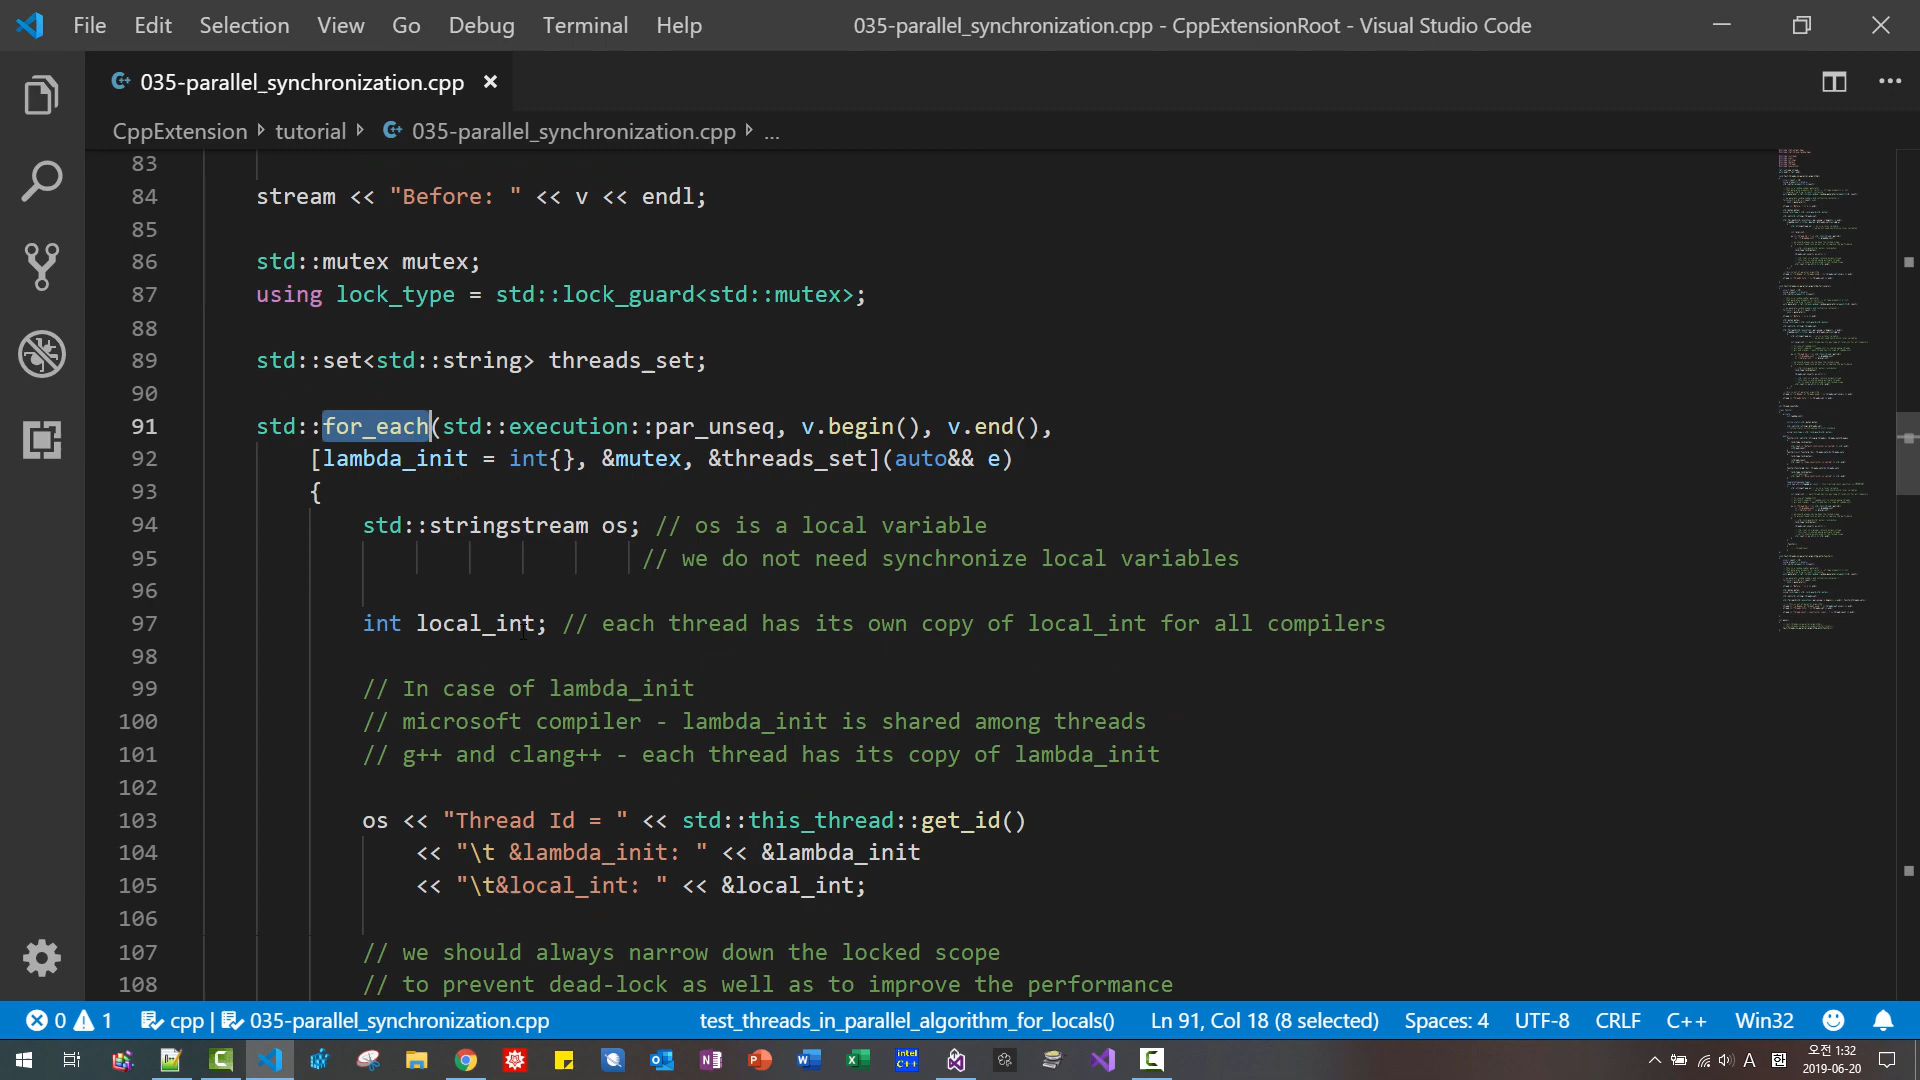 File Edit Selection View Go Debug Terminal Help 035-parallel_synchronization.cpp - CppExtensionRoot - Visual Studio Code
035-parallel_synchronization.cpp
CppExtension tutorial 035-parallel_synchronization.cpp ...
83
84 stream << "Before: " << v << endl;
85
86 std::mutex mutex;
87 using lock_type = std::lock_guard<std::mutex>;
88
89 std::set<std::string> threads_set;
90
91 std::for_each(std::execution::par_unseq, v.begin(), v.end(),
92 [lambda_init = int{}, &mutex, &threads_set](auto&& e)
93 {
94 std::stringstream os; // os is a local variable
95 // we do not need synchronize local variables
96
97 int local_int; // each thread has its own copy of local_int for all compilers
98
99 // In case of lambda_init
100 // microsoft compiler - lambda_init is shared among threads
101 // g++ and clang++ - each thread has its copy of lambda_init
102
103 os << "Thread Id = " << std::this_thread::get_id()
104 << "\t &lambda_init: " << &lambda_init
105 << "\t&local_int: " << &local_int;
106
107 // we should always narrow down the locked scope
108 // to prevent dead-lock as well as to improve the performance
0 1 cpp | 035-parallel_synchronization.cpp test_threads_in_parallel_algorithm_for_locals() Ln 91, Col 18 (8 selected) Spaces: 4 UTF-8 CRLF C++ Win32
intel C++
A
오전 1:32
2019-06-20